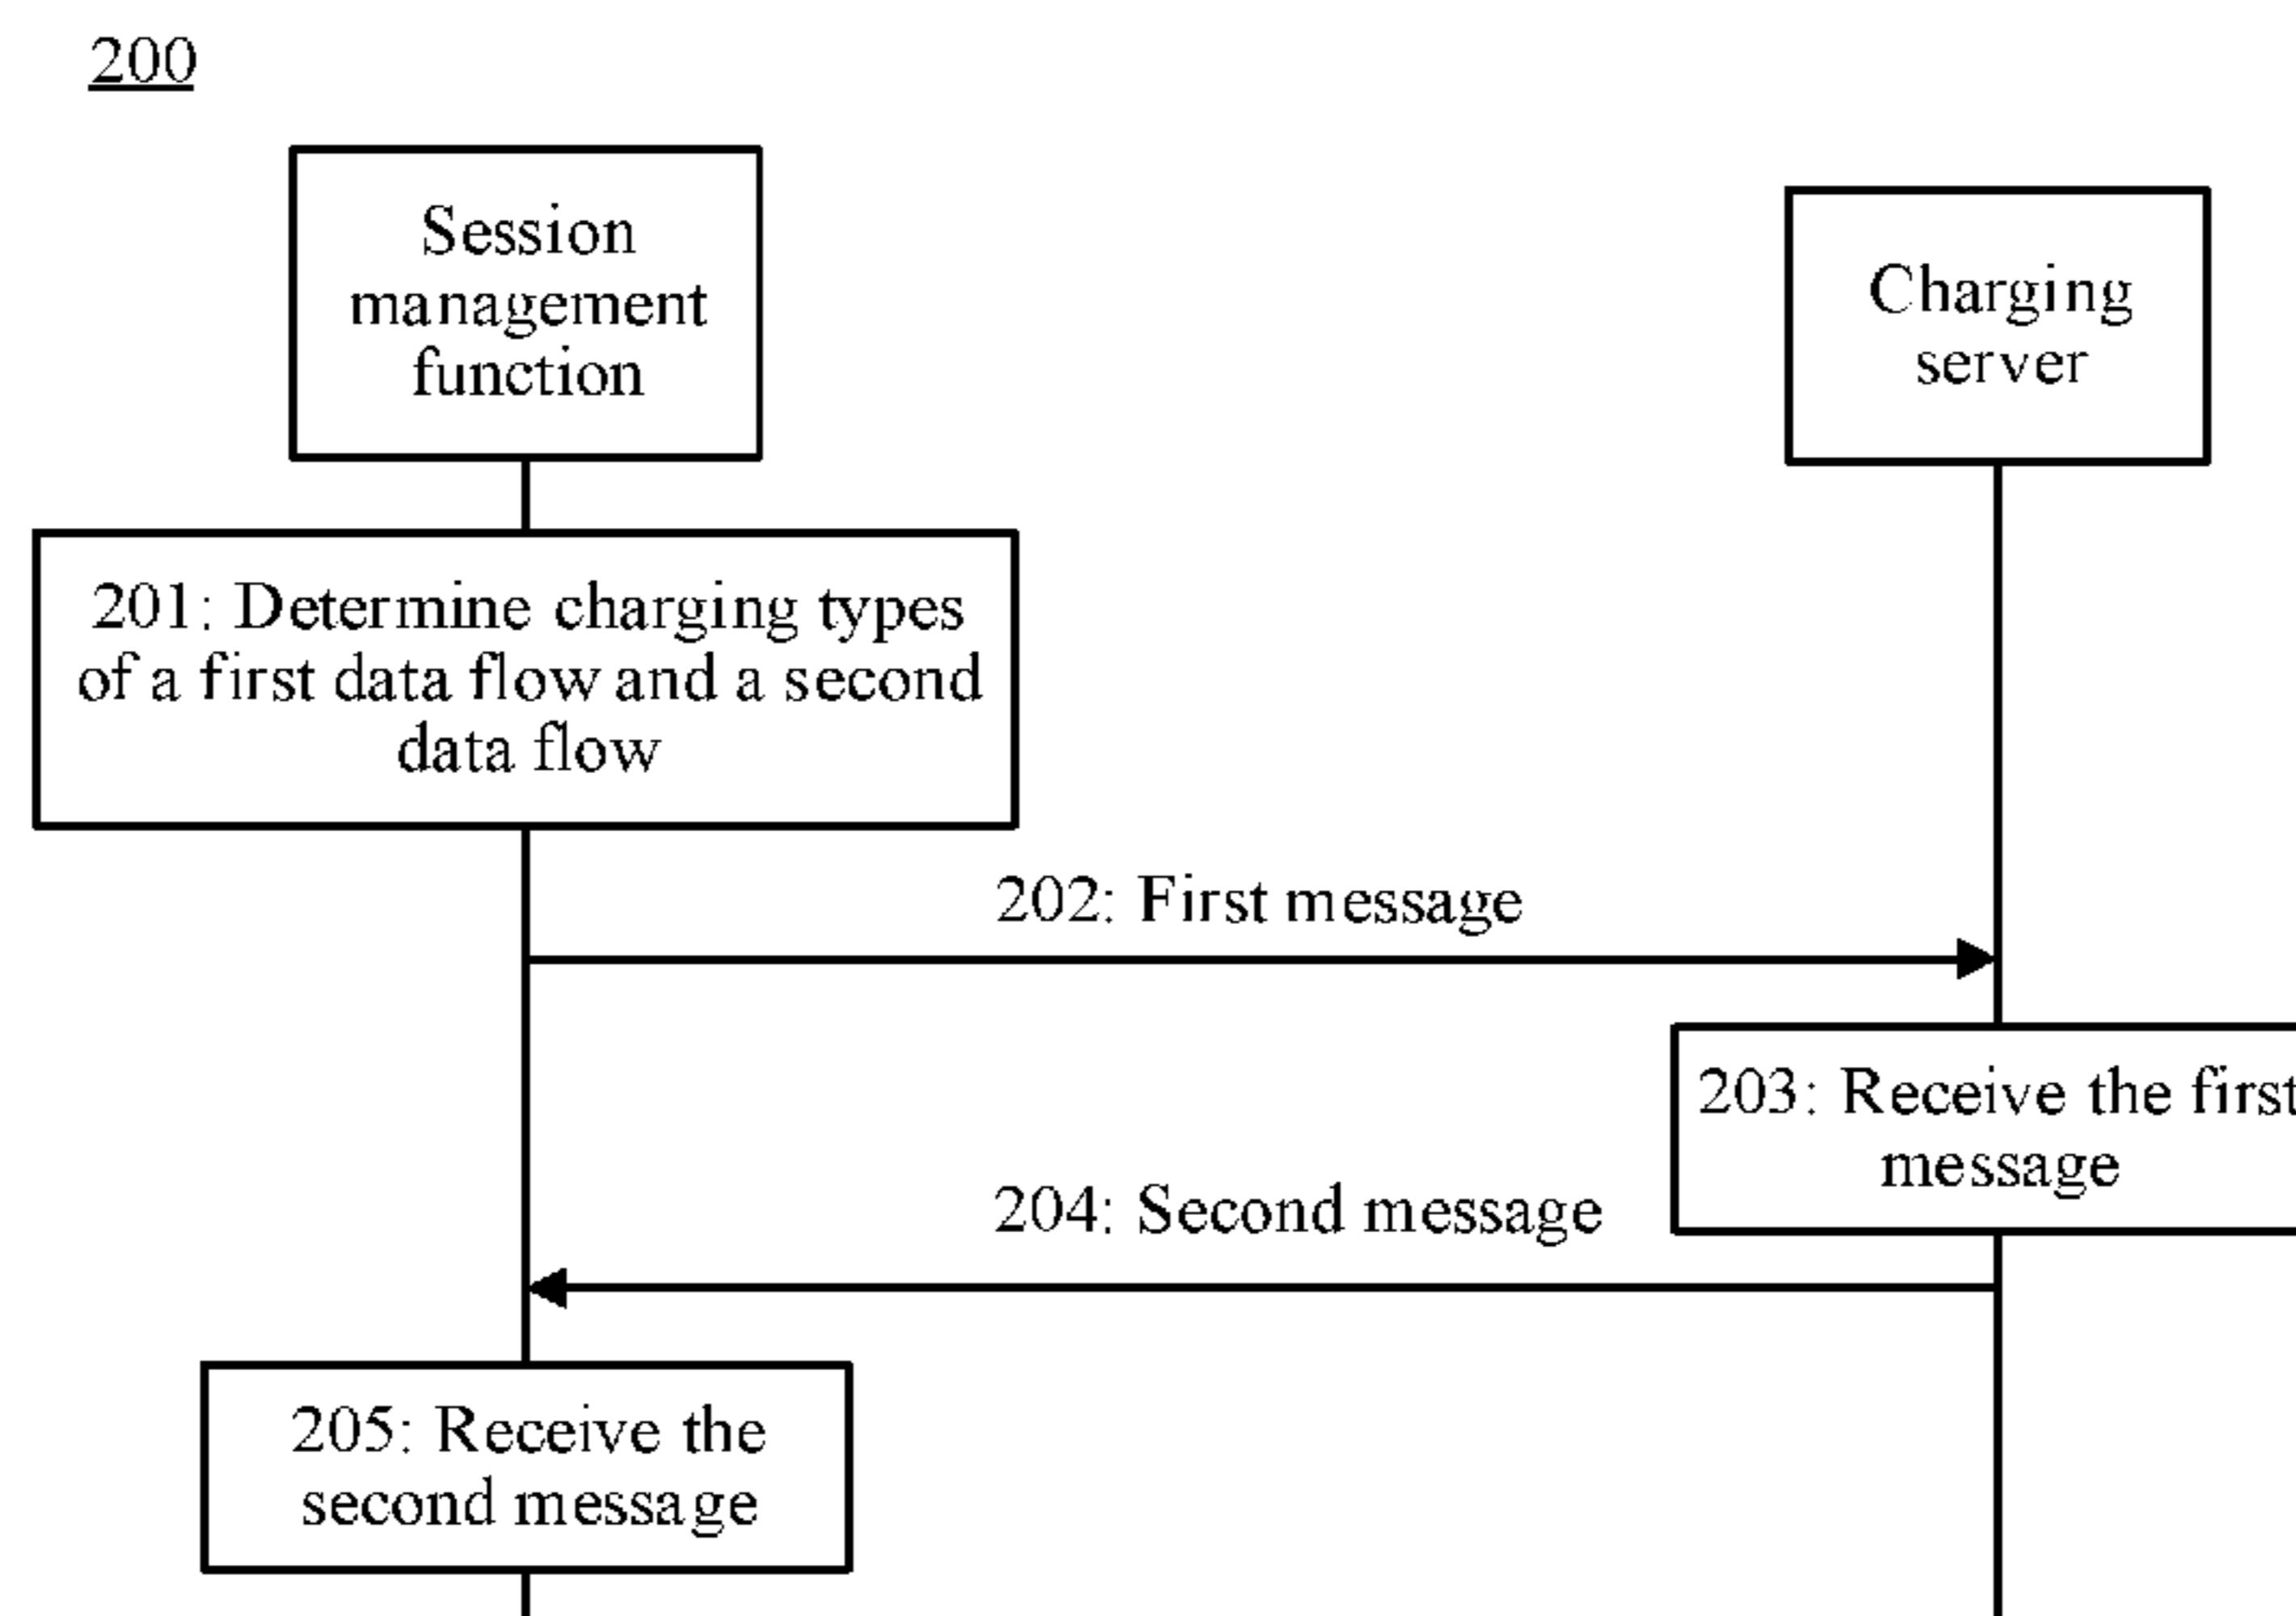 200
Session
management
function
Charging
server
201: Determine charging types
of a first data flow and a second
data flow
202: First message
203: Receive the first
message
204: Second message
205: Receive the
second message